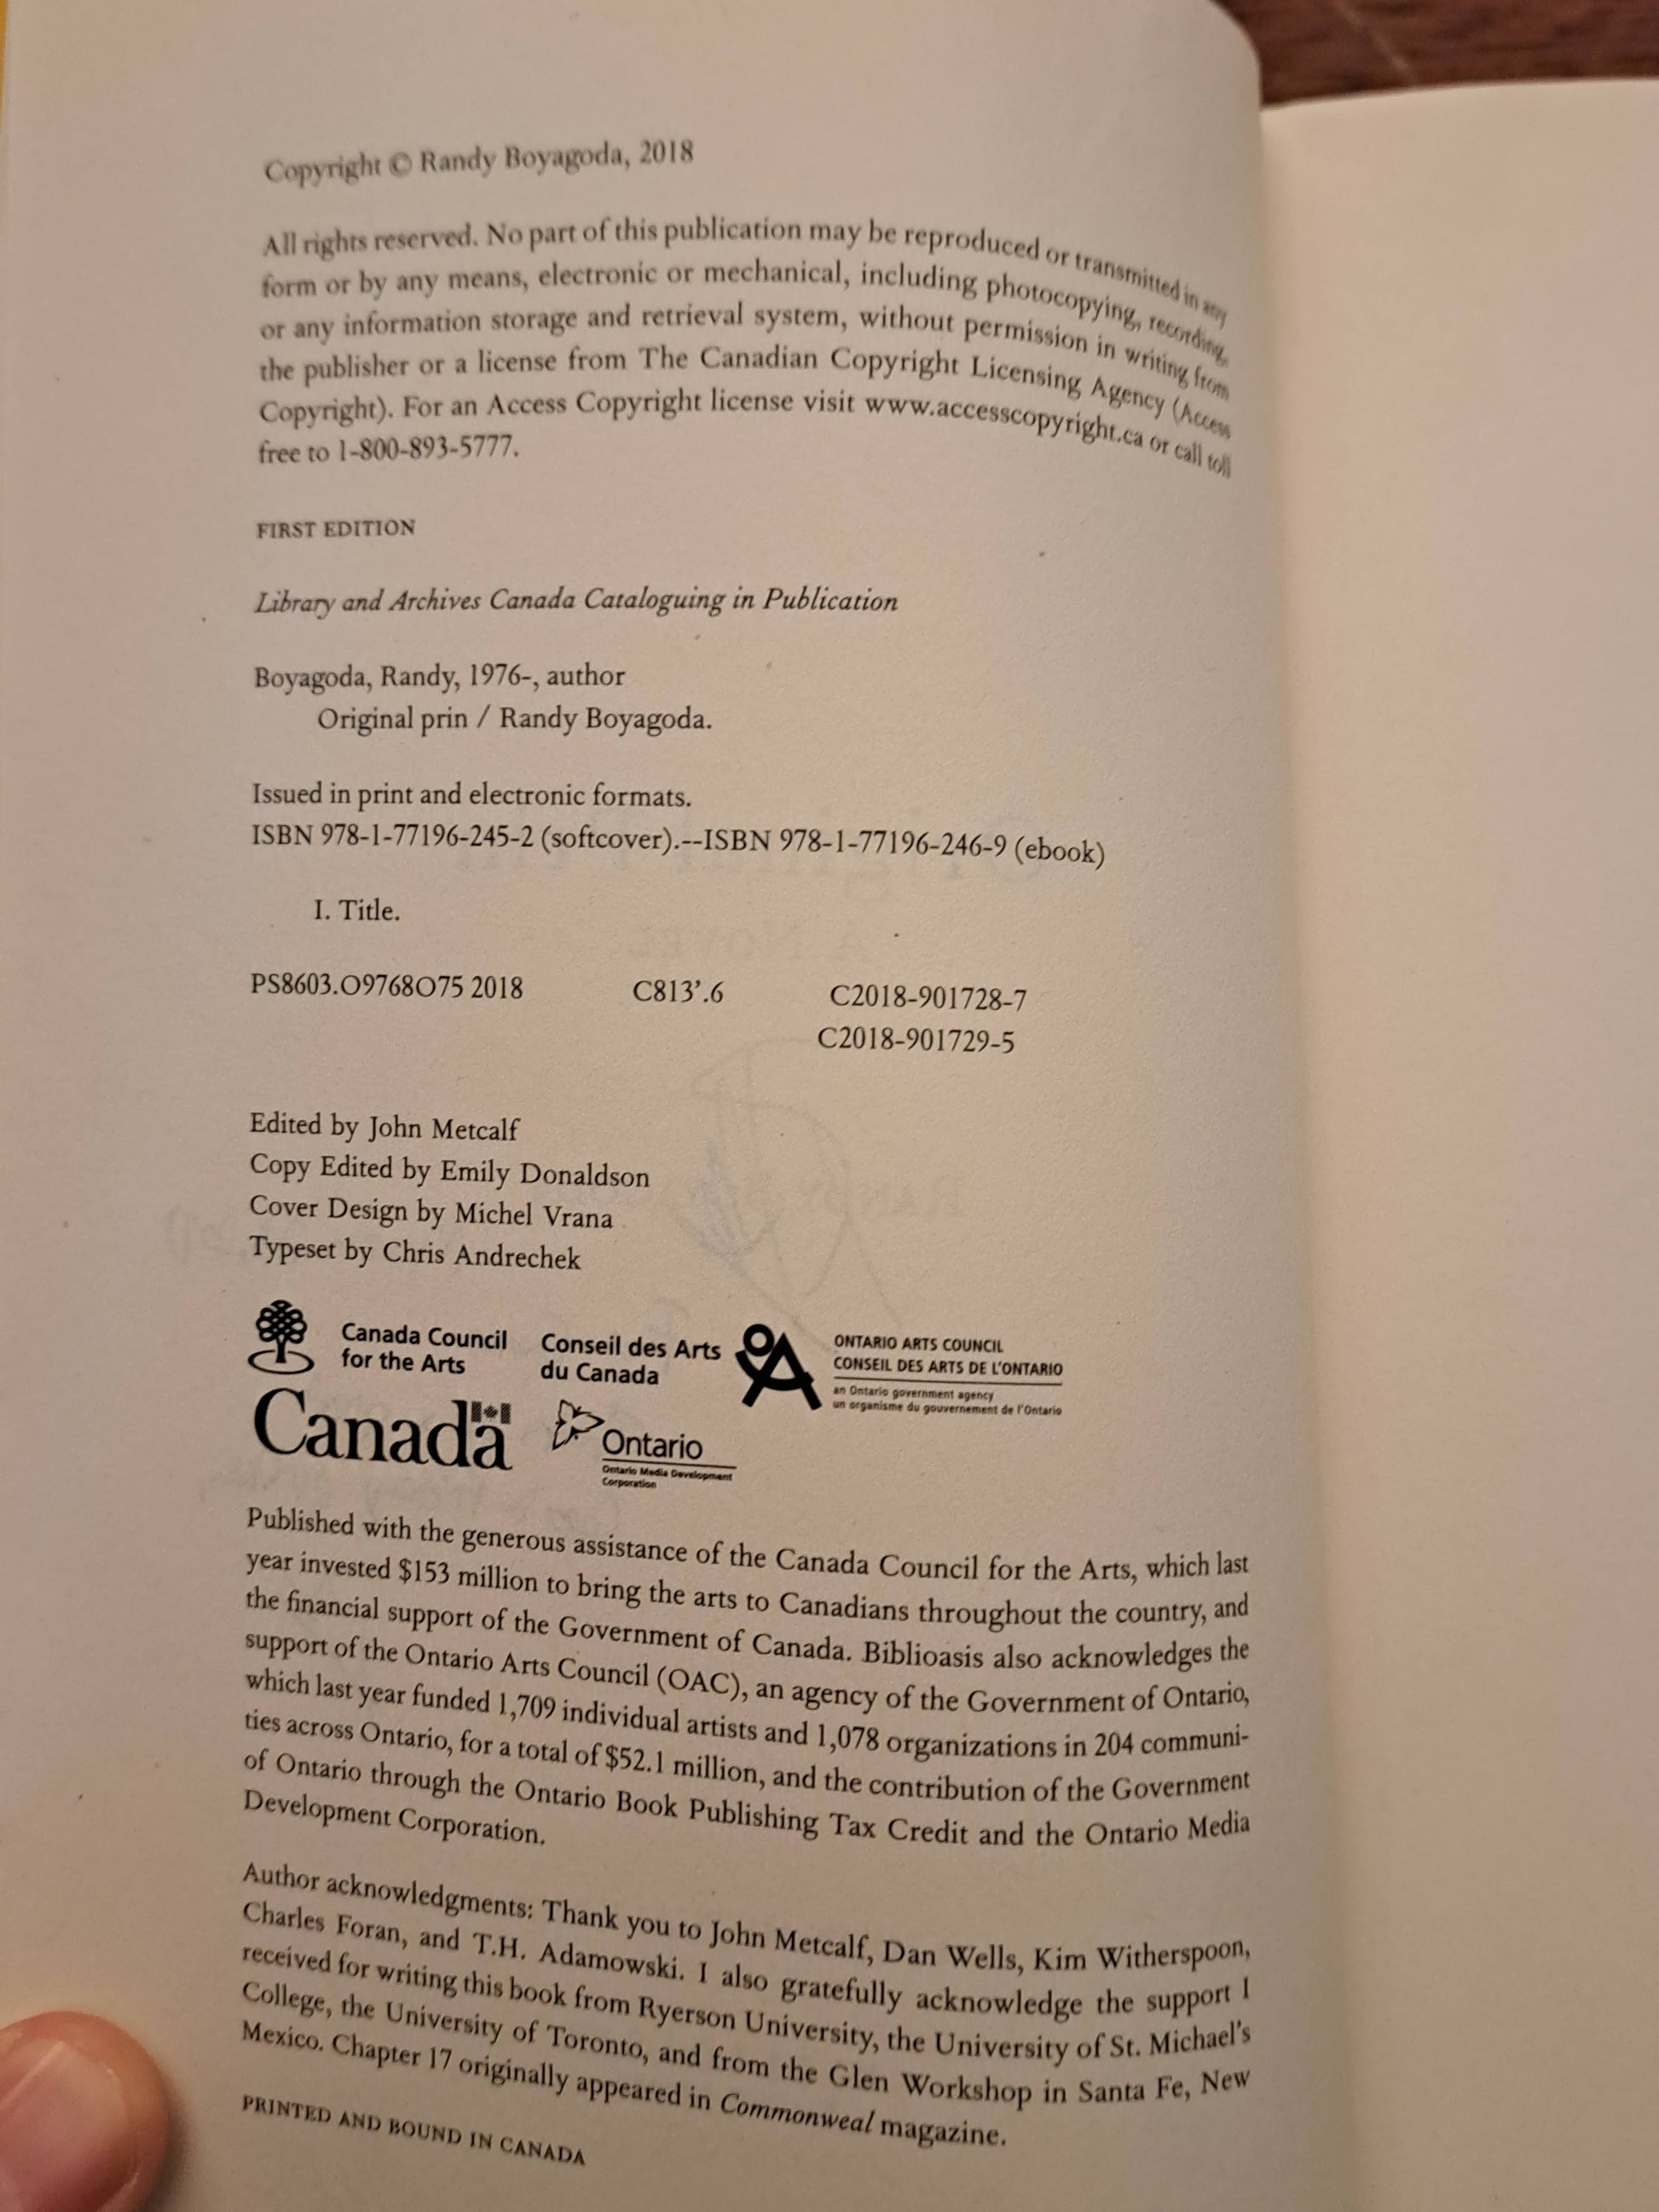 Copyright © Randy Boyagoda, 2018
All rights reserved. No part of this publication may be reproduced or transmitted in any
form or by any means, electronic or mechanical, including photocopying, recording,
or any information storage and retrieval system, without permission in writing from
the publisher or a license from The Canadian Copyright Licensing Agency (Access
Copyright). For an Access Copyright license visit www.accesscopyright.ca or call toll
free to 1-800-893-5777.
FIRST EDITION
Library and Archives Canada Cataloguing in Publication
Boyagoda, Randy, 1976-, author
Original prin / Randy Boyagoda.
Issued in print and electronic formats.
ISBN 978-1-77196-245-2 (softcover).--ISBN 978-1-77196-246-9 (ebook)
I. Title.
PS8603.O9768O75 2018 C813'.6 C2018-901728-7
C2018-901729-5
Edited by John Metcalf
Copy Edited by Emily Donaldson
Cover Design by Michel Vrana
Typeset by Chris Andrechek
Canada Council
for the Arts
Conseil des Arts
du Canada
ONTARIO ARTS COUNCIL
CONSEIL DES ARTS DE L'ONTARIO
an Ontario government agency
un organisme du gouvernement de l'Ontario
Canada
Ontario
Ontario Media Development
Corporation
Published with the generous assistance of the Canada Council for the Arts, which last
year invested $153 million to bring the arts to Canadians throughout the country, and
the financial support of the Government of Canada. Biblioasis also acknowledges the
support of the Ontario Arts Council (OAC), an agency of the Government of Ontario,
which last year funded 1,709 individual artists and 1,078 organizations in 204 communi-
ties across Ontario, for a total of $52.1 million, and the contribution of the Government
of Ontario through the Ontario Book Publishing Tax Credit and the Ontario Media
Development Corporation.
Author acknowledgments: Thank you to John Metcalf, Dan Wells, Kim Witherspoon,
Charles Foran, and T.H. Adamowski. I also gratefully acknowledge the support I
received for writing this book from Ryerson University, the University of St. Michael's
College, the University of Toronto, and from the Glen Workshop in Santa Fe, New
Mexico. Chapter 17 originally appeared in Commonweal magazine.
PRINTED AND BOUND IN CANADA